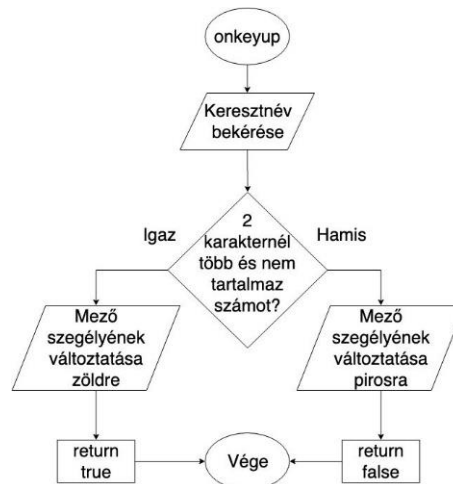 onkeyup
Keresztnév
bekérése
Igaz
2
karakternél
több és nem
tartalmaz
számot?
Hamis
Mező
szegélyének
változtatása
zöldre
Mező
szegélyének
változtatása
pirosra
return
true
Vége
return
false